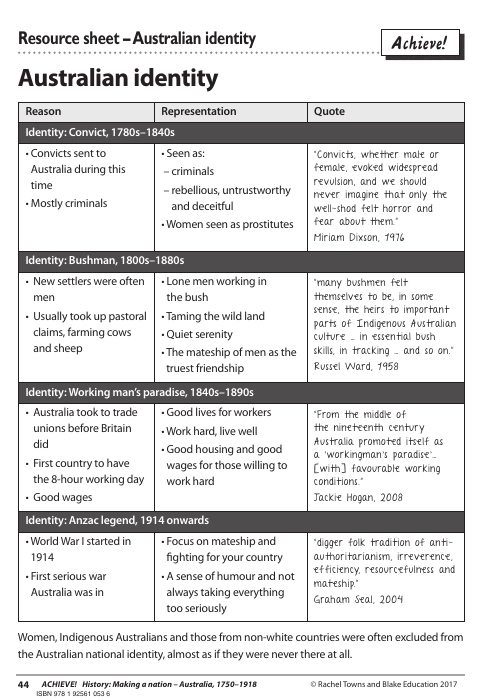 Resource sheet – Australian identity
Achieve!
Australian identity
Reason
Representation
Quote
Identity: Convict, 1780s–1840s
• Convicts sent to
Australia during this
time
• Mostly criminals
• Seen as:
– criminals
– rebellious, untrustworthy
and deceitful
• Women seen as prostitutes
"Convicts, whether male or
female, evoked widespread
revulsion, and we should
never imagine that only the
well-shod felt horror and
fear about them."
Miriam Dixson, 1976
Identity: Bushman, 1800s–1880s
• New settlers were often
men
• Usually took up pastoral
claims, farming cows
and sheep
• Lone men working in
the bush
• Taming the wild land
• Quiet serenity
• The mateship of men as the
truest friendship
"many bushmen felt
themselves to be, in some
sense, the heirs to important
parts of Indigenous Australian
culture … in essential bush
skills, in tracking … and so on."
Russel Ward, 1958
Identity: Working man's paradise, 1840s–1890s
• Australia took to trade
unions before Britain
did
• First country to have
the 8-hour working day
• Good wages
• Good lives for workers
• Work hard, live well
• Good housing and good
wages for those willing to
work hard
"From the middle of
the nineteenth century
Australia promoted itself as
a 'workingman's paradise'…
[with] favourable working
conditions."
Jackie Hogan, 2008
Identity: Anzac legend, 1914 onwards
• World War I started in
1914
• First serious war
Australia was in
• Focus on mateship and
fighting for your country
• A sense of humour and not
always taking everything
too seriously
"digger folk tradition of anti-
authoritarianism, irreverence,
efficiency, resourcefulness and
mateship."
Graham Seal, 2004
Women, Indigenous Australians and those from non-white countries were often excluded from
the Australian national identity, almost as if they were never there at all.
44 ACHIEVE! History: Making a nation – Australia, 1750–1918 © Rachel Towns and Blake Education 2017
ISBN 978 1 92561 053 6